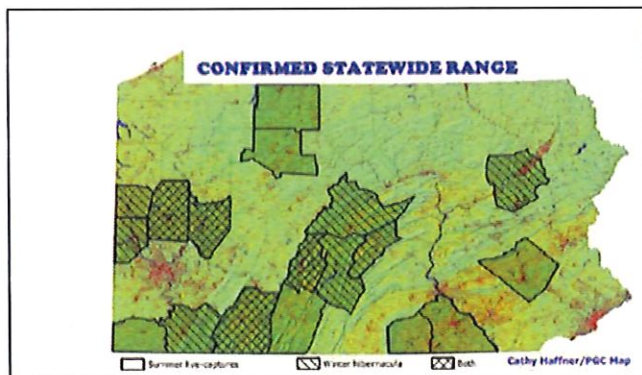 CONFIRMED STATEWIDE RANGE
Summer live-captures Winter hibernacula Both Cathy Haffner/PGC Map